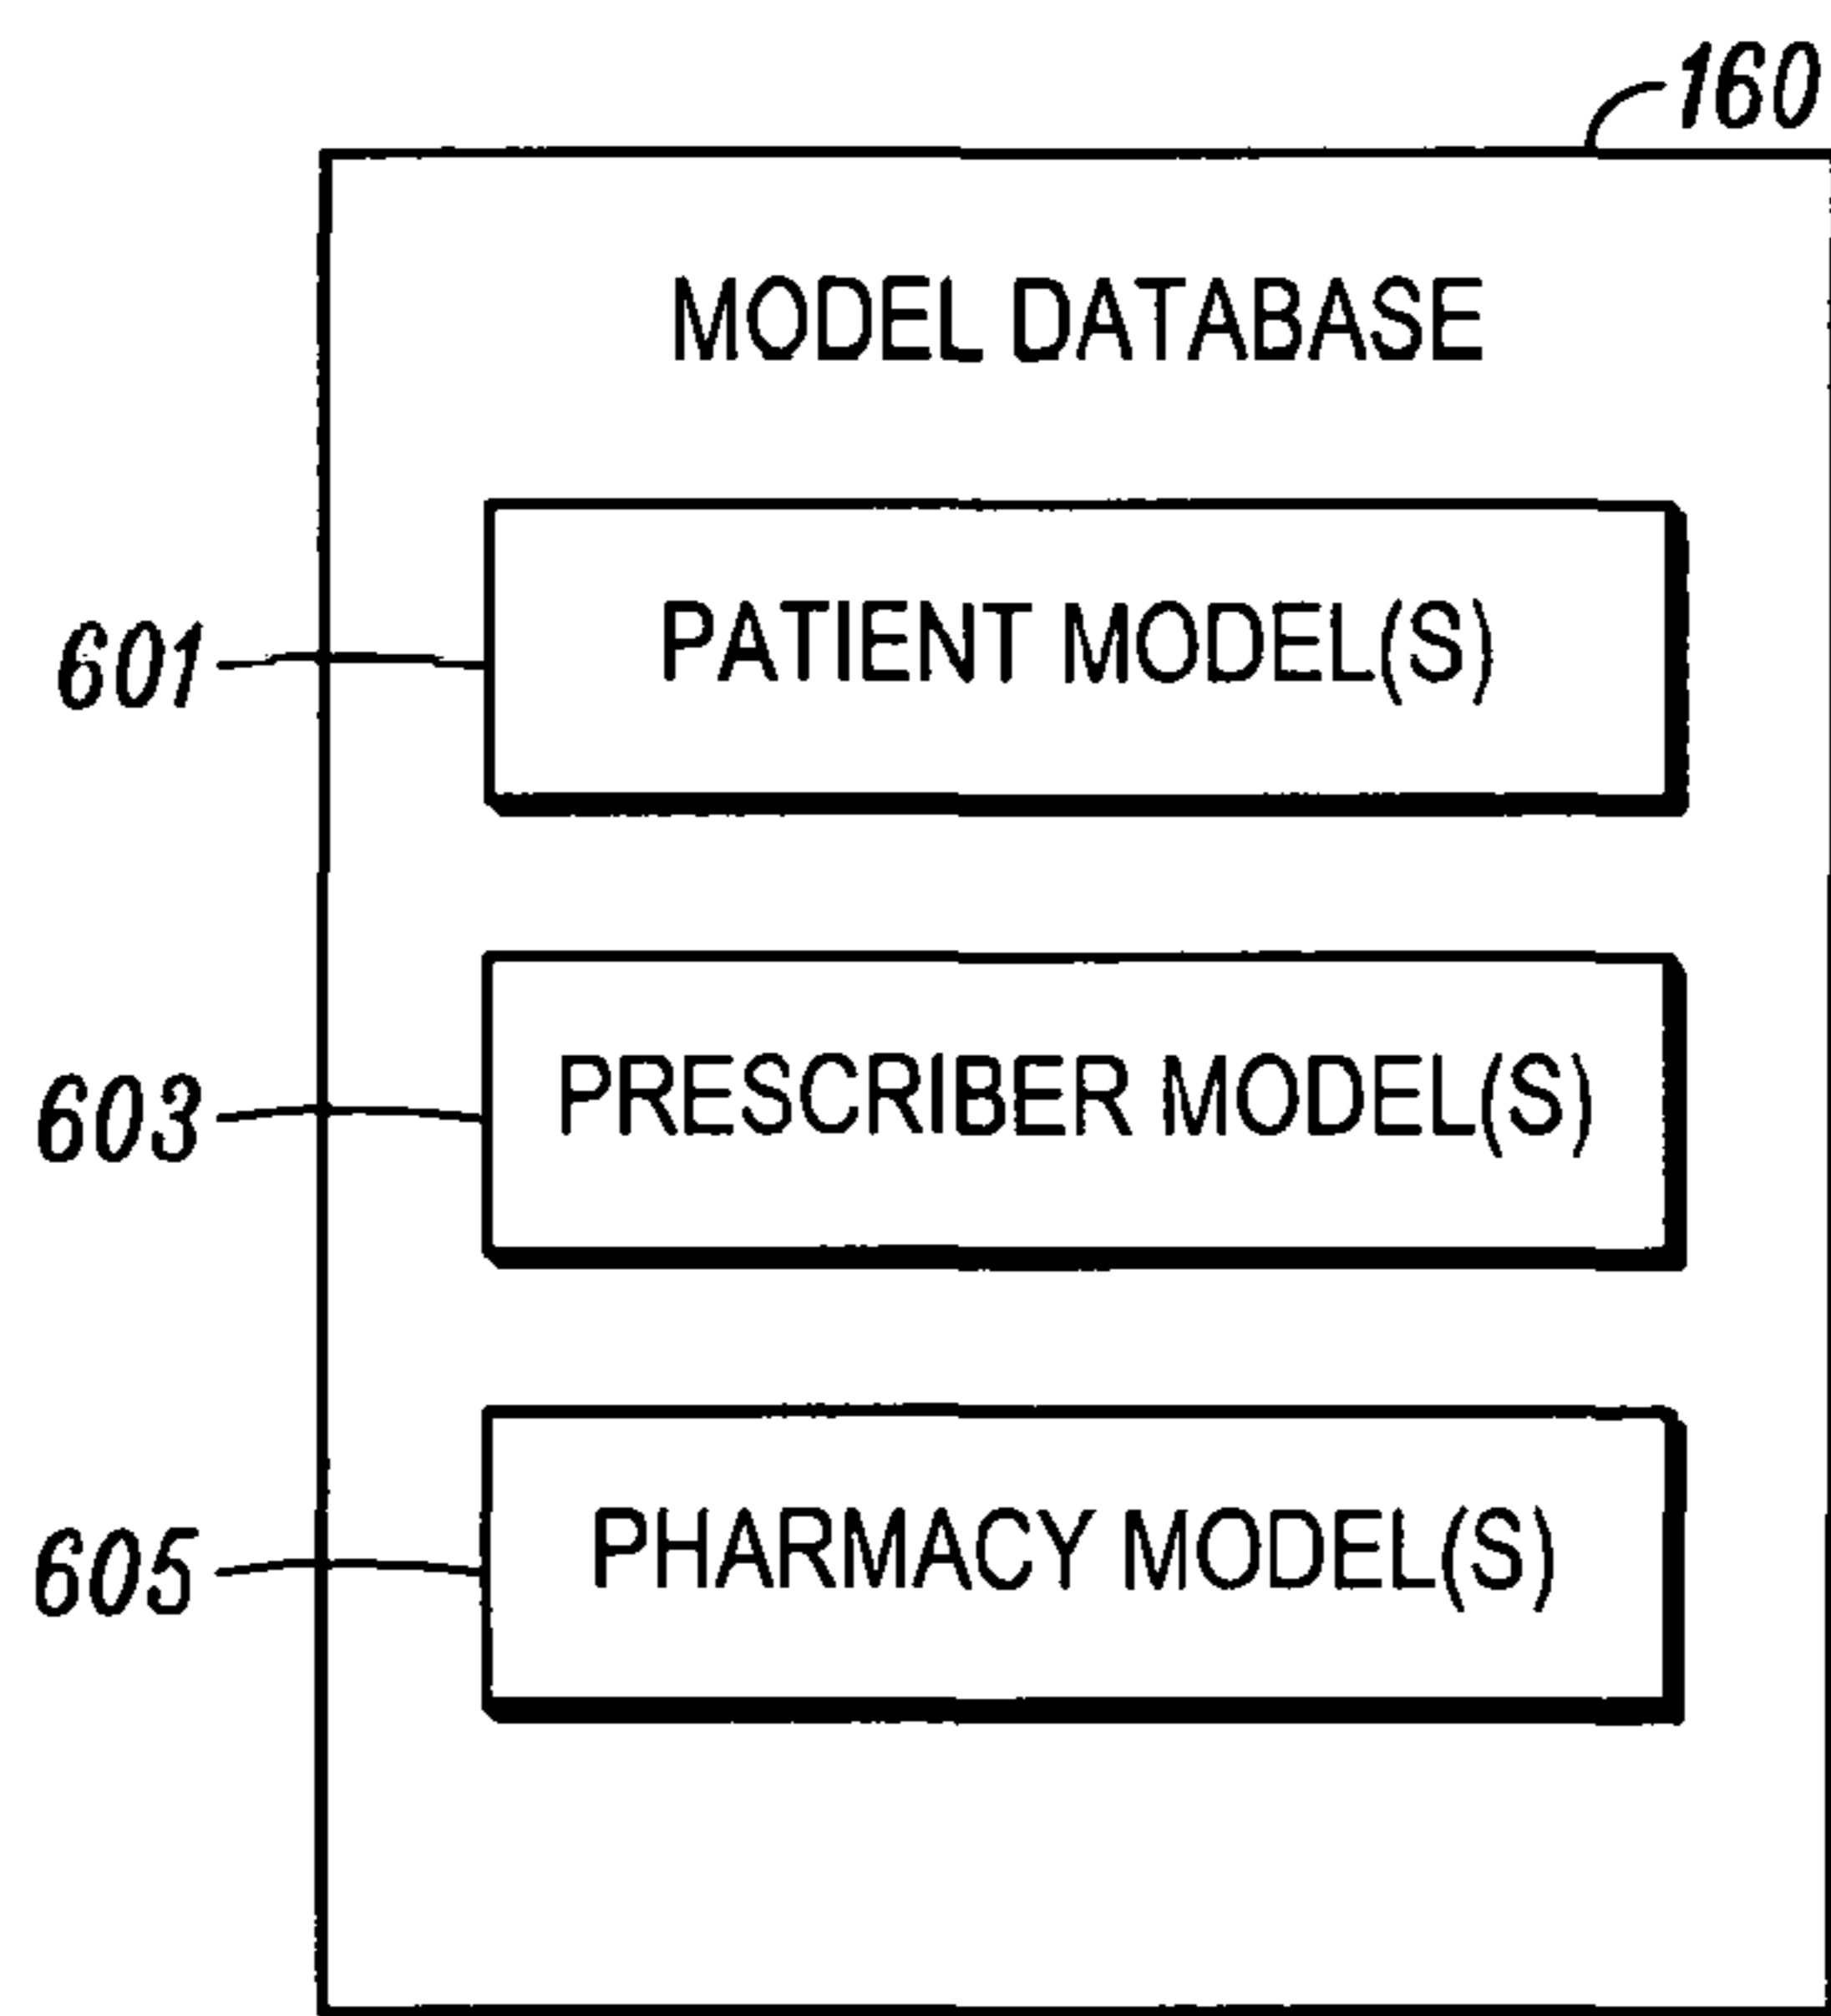 160
MODEL DATABASE
601 PATIENT MODEL(S)
603 PRESCRIBER MODEL(S)
605 PHARMACY MODEL(S)